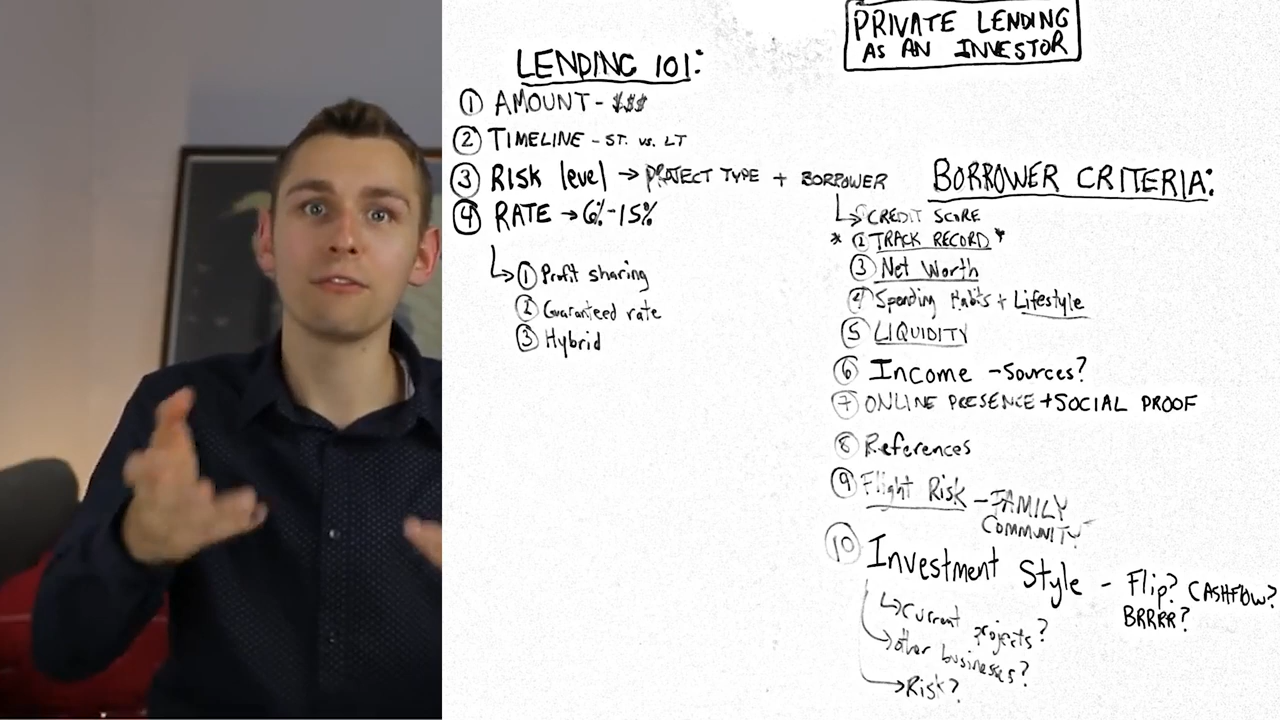 PRIVATE LENDING
AS AN INVESTOR
LENDING 101:
① AMOUNT - $$$
② TIMELINE - ST. vs. LT
③ RISK level → PROJECT TYPE + BORROWER
④ RATE → 6%-15%
↳ ① Profit sharing
② Guaranteed rate
③ Hybrid
BORROWER CRITERIA:
↳ CREDIT SCORE
* ② TRACK RECORD *
③ Net Worth
④ Spending Habits + Lifestyle
⑤ LIQUIDITY
⑥ Income - Sources?
⑦ ONLINE PRESENCE + SOCIAL PROOF
⑧ References
⑨ Flight Risk - FAMILY
COMMUNITY
⑩ Investment Style - Flip? CASHFLOW?
BRRRR?
↳ Current projects?
→ other businesses?
→ Risk?